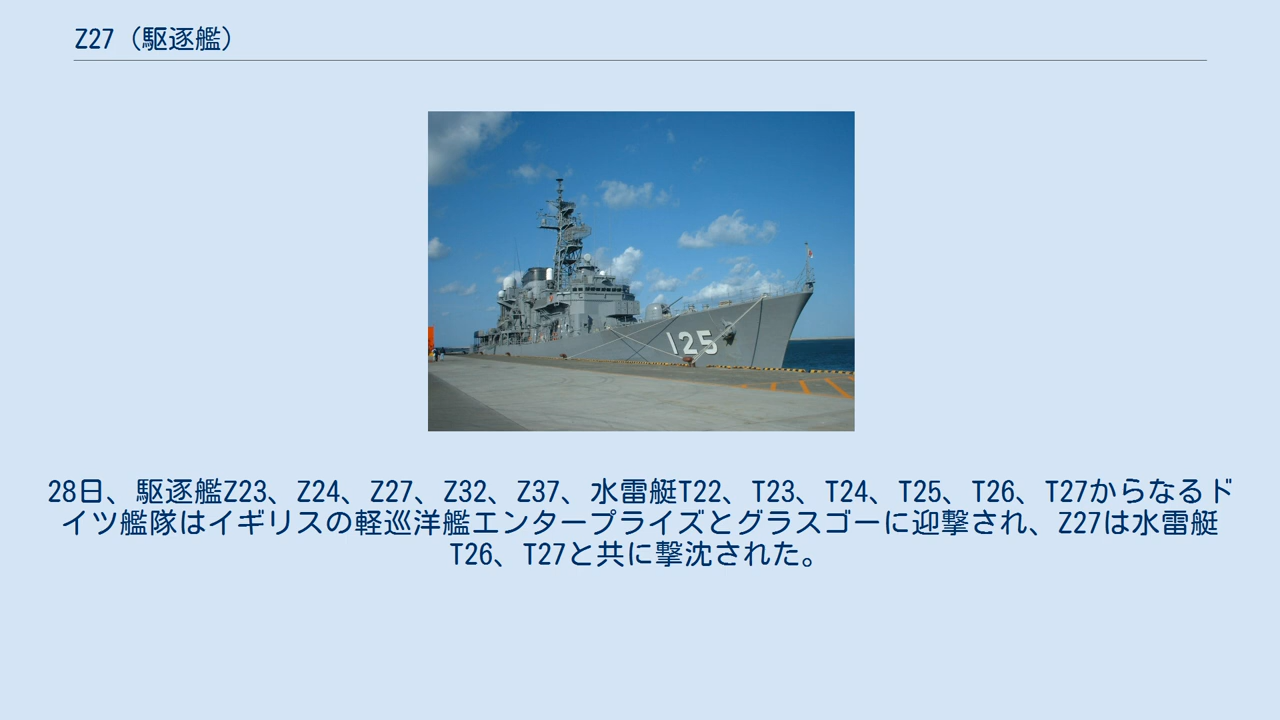 Z27（駆逐艦）
125
28日、駆逐艦Z23、Z24、Z27、Z32、Z37、水雷艇T22、T23、T24、T25、T26、T27からなるド
イツ艦隊はイギリスの軽巡洋艦エンタープライズとグラスゴーに迎撃され、Z27は水雷艇
T26、T27と共に撃沈された。